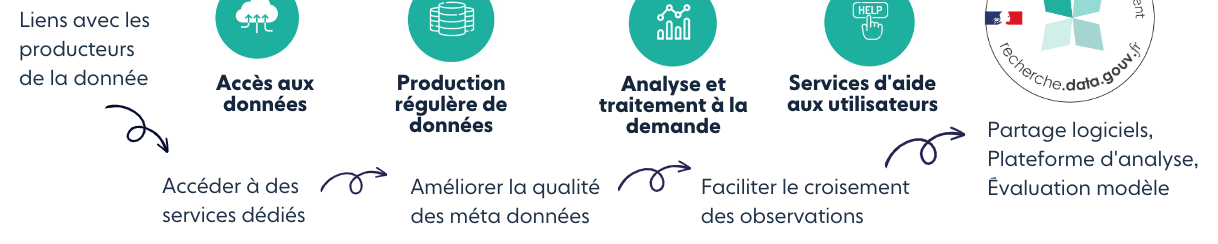 Liens avec les
producteurs
de la donnée
Accès aux
données
Production
régulère de
données
Analyse et
traitement à la
demande
HELP
Services d'aide
aux utilisateurs
recherche.data.gouv.fr
Accéder à des
services dédiés
Améliorer la qualité
des méta données
Faciliter le croisement
des observations
Partage logiciels,
Plateforme d'analyse,
Évaluation modèle